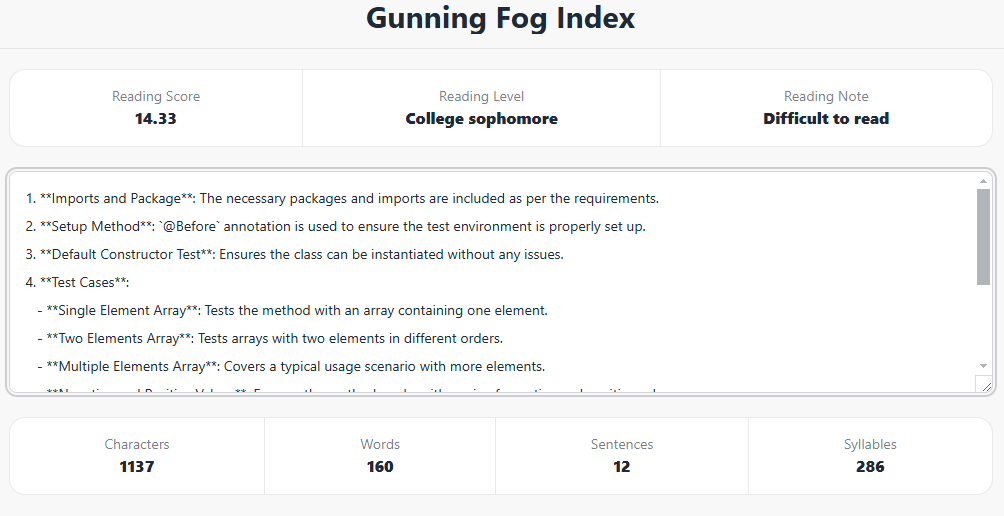 Gunning Fog Index
Reading Score
14.33
Reading Level
College sophomore
Reading Note
Difficult to read
1. **Imports and Package**: The necessary packages and imports are included as per the requirements.
2. **Setup Method**: `@Before` annotation is used to ensure the test environment is properly set up.
3. **Default Constructor Test**: Ensures the class can be instantiated without any issues.
4. **Test Cases**:
- **Single Element Array**: Tests the method with an array containing one element.
- **Two Elements Array**: Tests arrays with two elements in different orders.
- **Multiple Elements Array**: Covers a typical usage scenario with more elements.
Characters
1137
Words
160
Sentences
12
Syllables
286